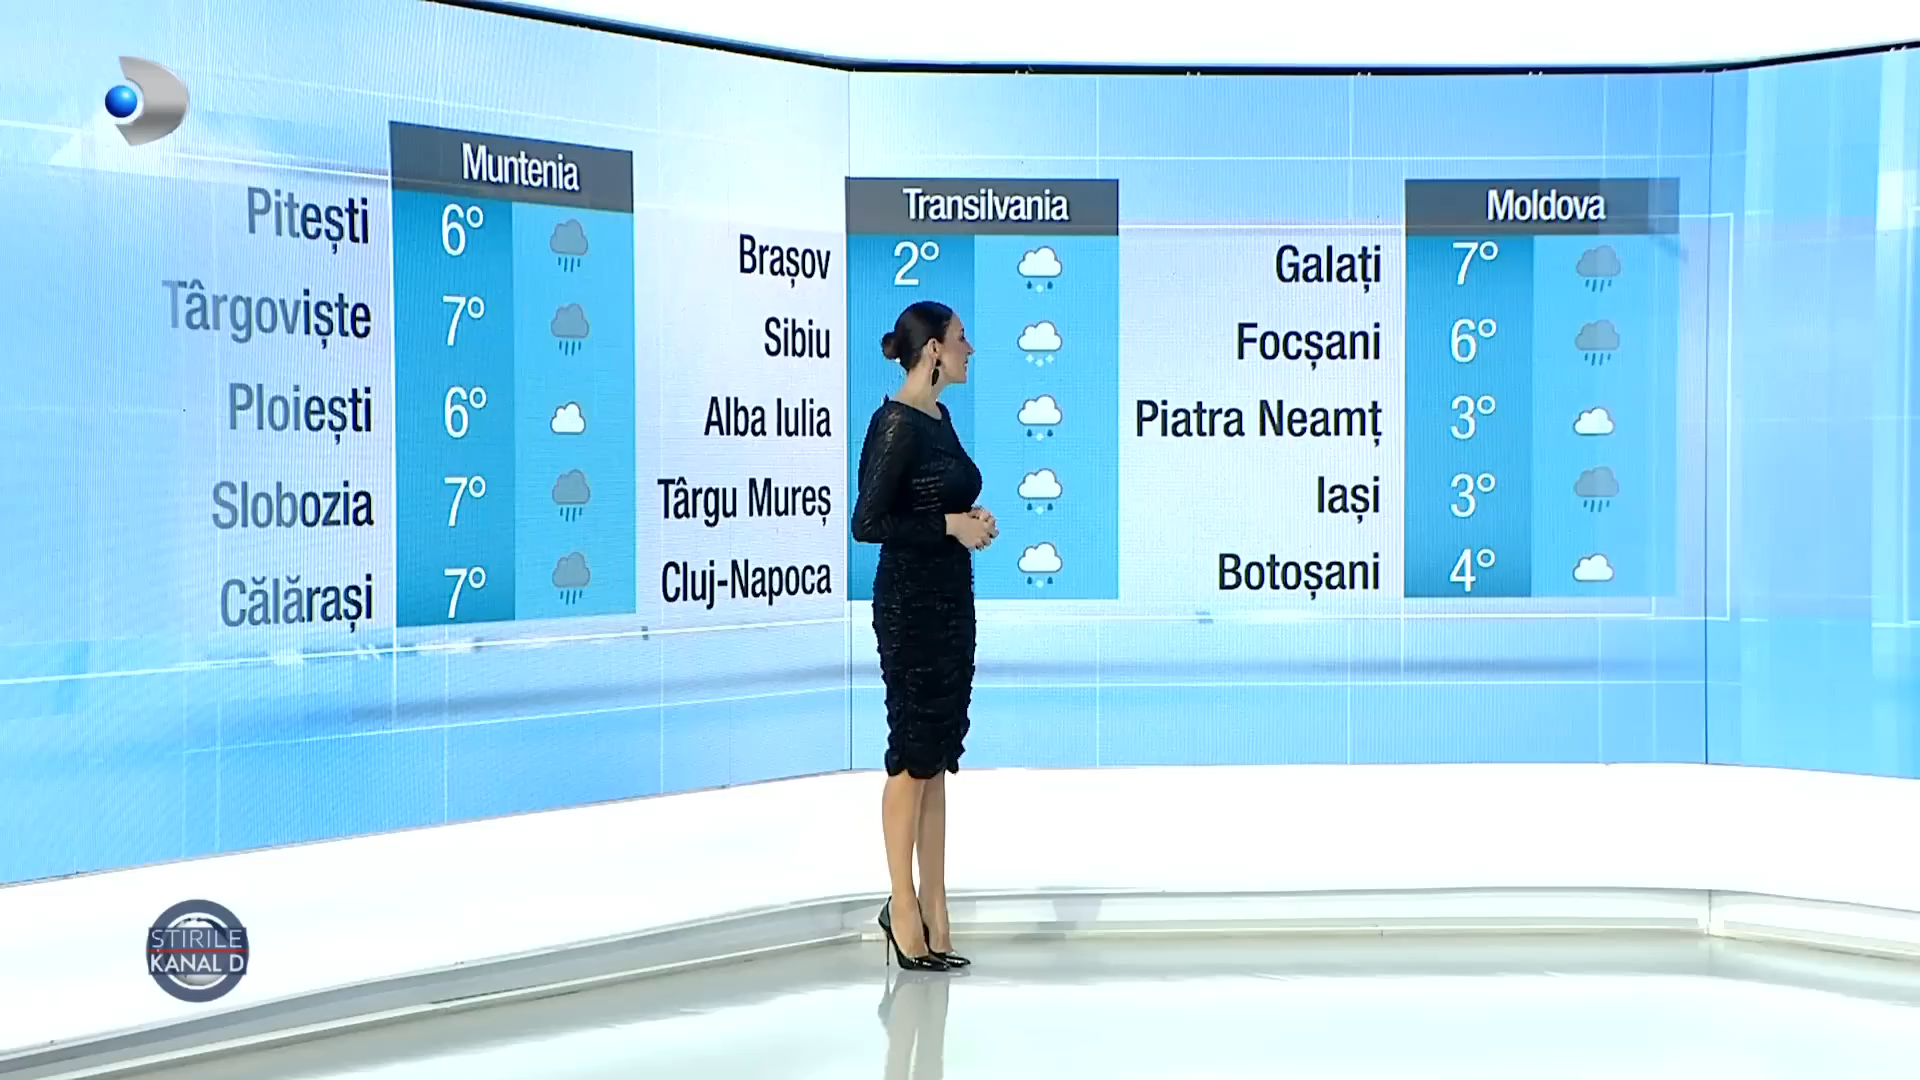 Muntenia
Pitești 6°
Târgoviște 7°
Ploiești 6°
Slobozia 7°
Călărași 7°
Transilvania
Brașov 2°
Sibiu
Alba Iulia
Târgu Mureș
Cluj-Napoca
Moldova
Galați 7°
Focșani 6°
Piatra Neamț 3°
Iași 3°
Botoșani 4°
ȘTIRILE
KANAL D